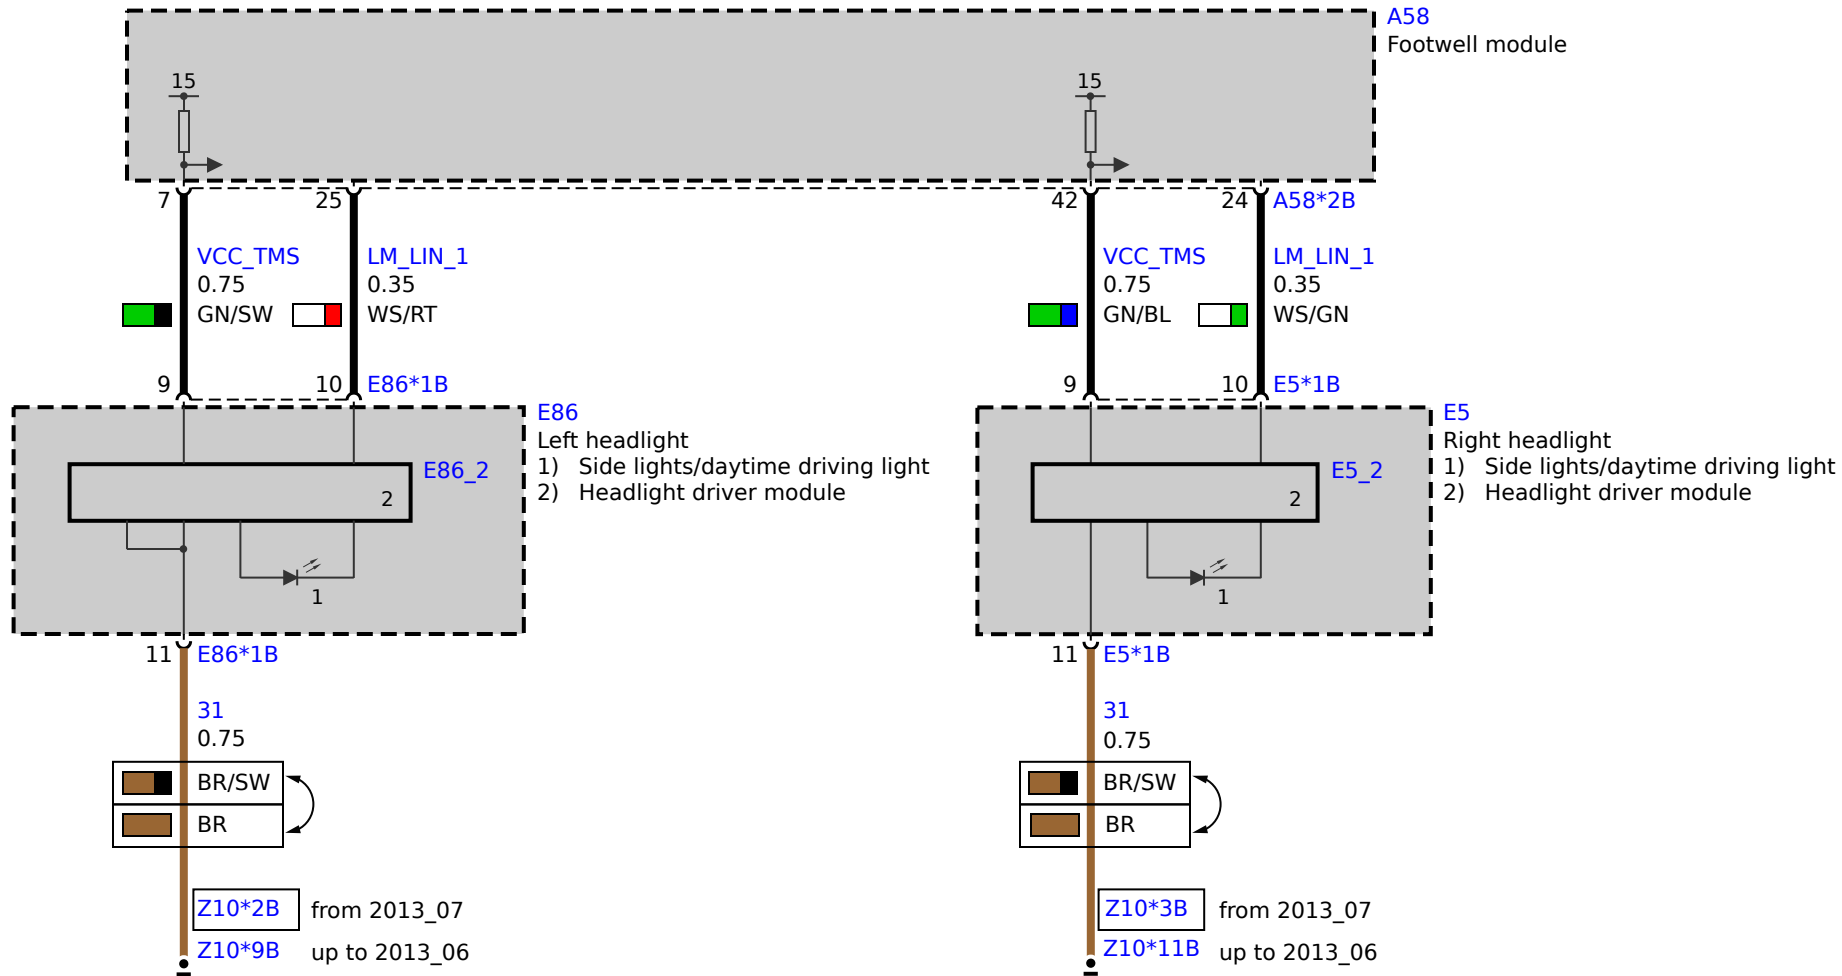 A58
Footwell module
15
15
7
25
42
24
A58*2B
VCC_TMS
0.75
GN/SW
LM_LIN_1
0.35
WS/RT
VCC_TMS
0.75
GN/BL
LM_LIN_1
0.35
WS/GN
9
10
E86*1B
9
10
E5*1B
E86
Left headlight
1) Side lights/daytime driving light
2) Headlight driver module
E5
Right headlight
1) Side lights/daytime driving light
2) Headlight driver module
E86_2
2
E5_2
2
1
1
11
E86*1B
11
E5*1B
31
0.75
BR/SW
BR
31
0.75
BR/SW
BR
Z10*2B from 2013_07
Z10*9B up to 2013_06
Z10*3B from 2013_07
Z10*11B up to 2013_06